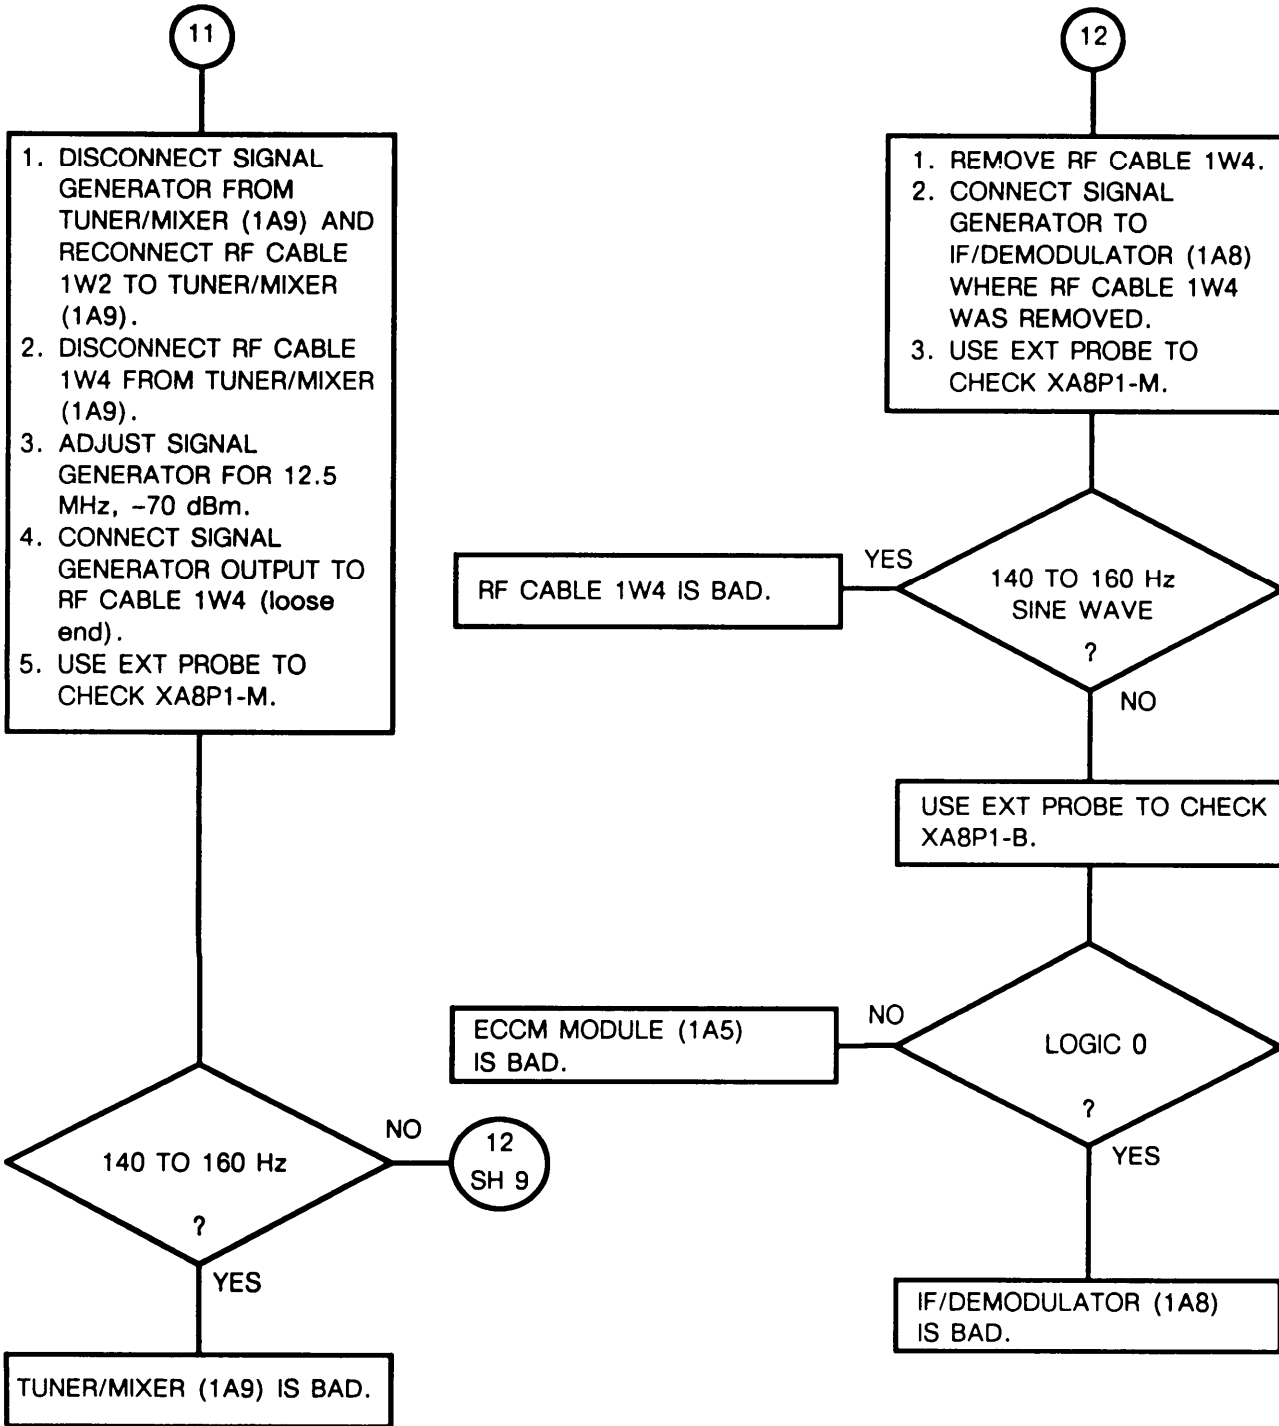 11
1. DISCONNECT SIGNAL
GENERATOR FROM
TUNER/MIXER (1A9) AND
RECONNECT RF CABLE
1W2 TO TUNER/MIXER
(1A9).
2. DISCONNECT RF CABLE
1W4 FROM TUNER/MIXER
(1A9).
3. ADJUST SIGNAL
GENERATOR FOR 12.5
MHz, -70 dBm.
4. CONNECT SIGNAL
GENERATOR OUTPUT TO
RF CABLE 1W4 (loose
end).
5. USE EXT PROBE TO
CHECK XA8P1-M.
140 TO 160 Hz
?
NO
12
SH 9
YES
TUNER/MIXER (1A9) IS BAD.
12
1. REMOVE RF CABLE 1W4.
2. CONNECT SIGNAL
GENERATOR TO
IF/DEMODULATOR (1A8)
WHERE RF CABLE 1W4
WAS REMOVED.
3. USE EXT PROBE TO
CHECK XA8P1-M.
140 TO 160 Hz
SINE WAVE
?
YES
RF CABLE 1W4 IS BAD.
NO
USE EXT PROBE TO CHECK
XA8P1-B.
LOGIC 0
?
NO
ECCM MODULE (1A5)
IS BAD.
YES
IF/DEMODULATOR (1A8)
IS BAD.